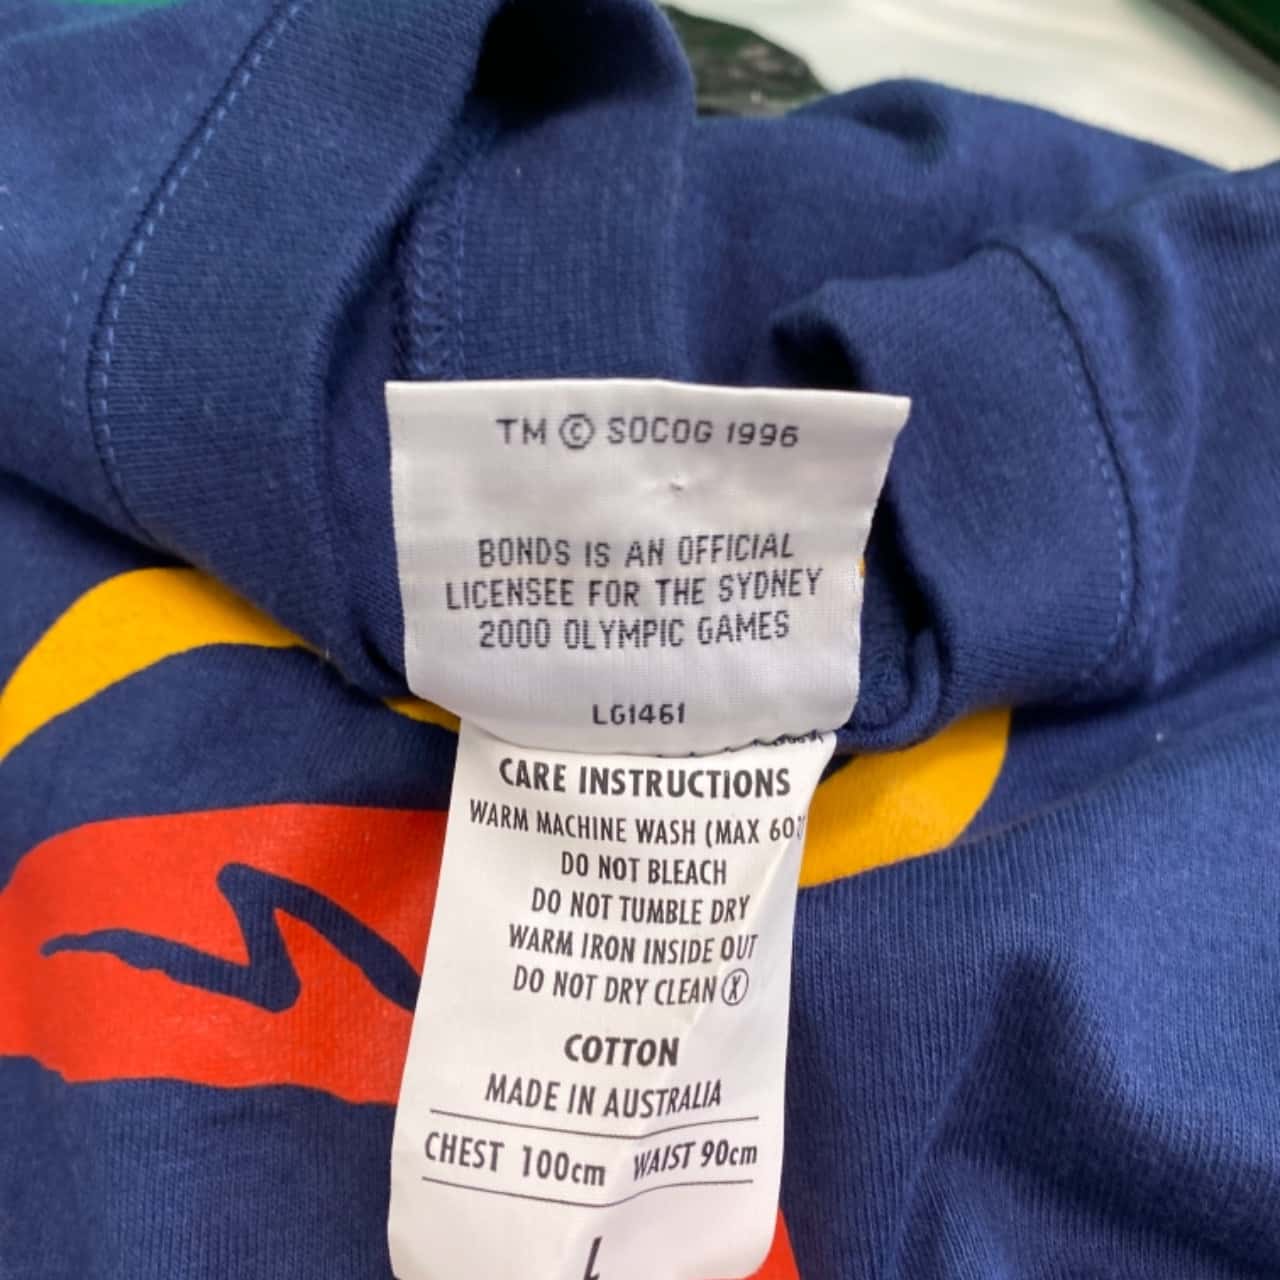 TM © SOCOG 1996
BONDS IS AN OFFICIAL
LICENSEE FOR THE SYDNEY
2000 OLYMPIC GAMES
LG1461
CARE INSTRUCTIONS
WARM MACHINE WASH (MAX 60
DO NOT BLEACH
DO NOT TUMBLE DRY
WARM IRON INSIDE OUT
DO NOT DRY CLEAN Ⓧ
COTTON
MADE IN AUSTRALIA
CHEST 100cm WAIST 90cm
L